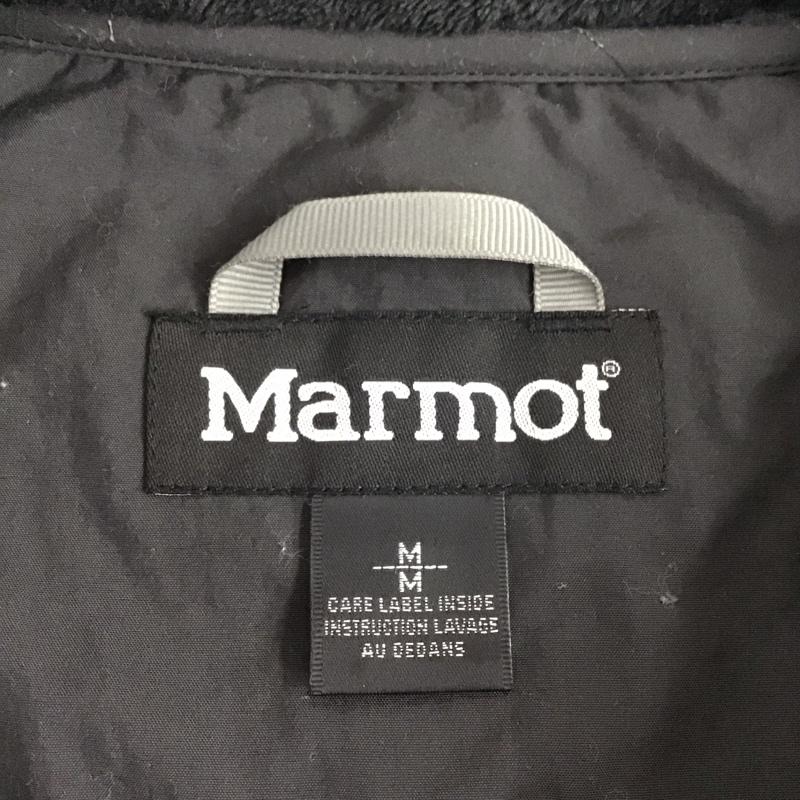 Marmot®
M
M
CARE LABEL INSIDE
INSTRUCTION LAVAGE
AU DEDANS